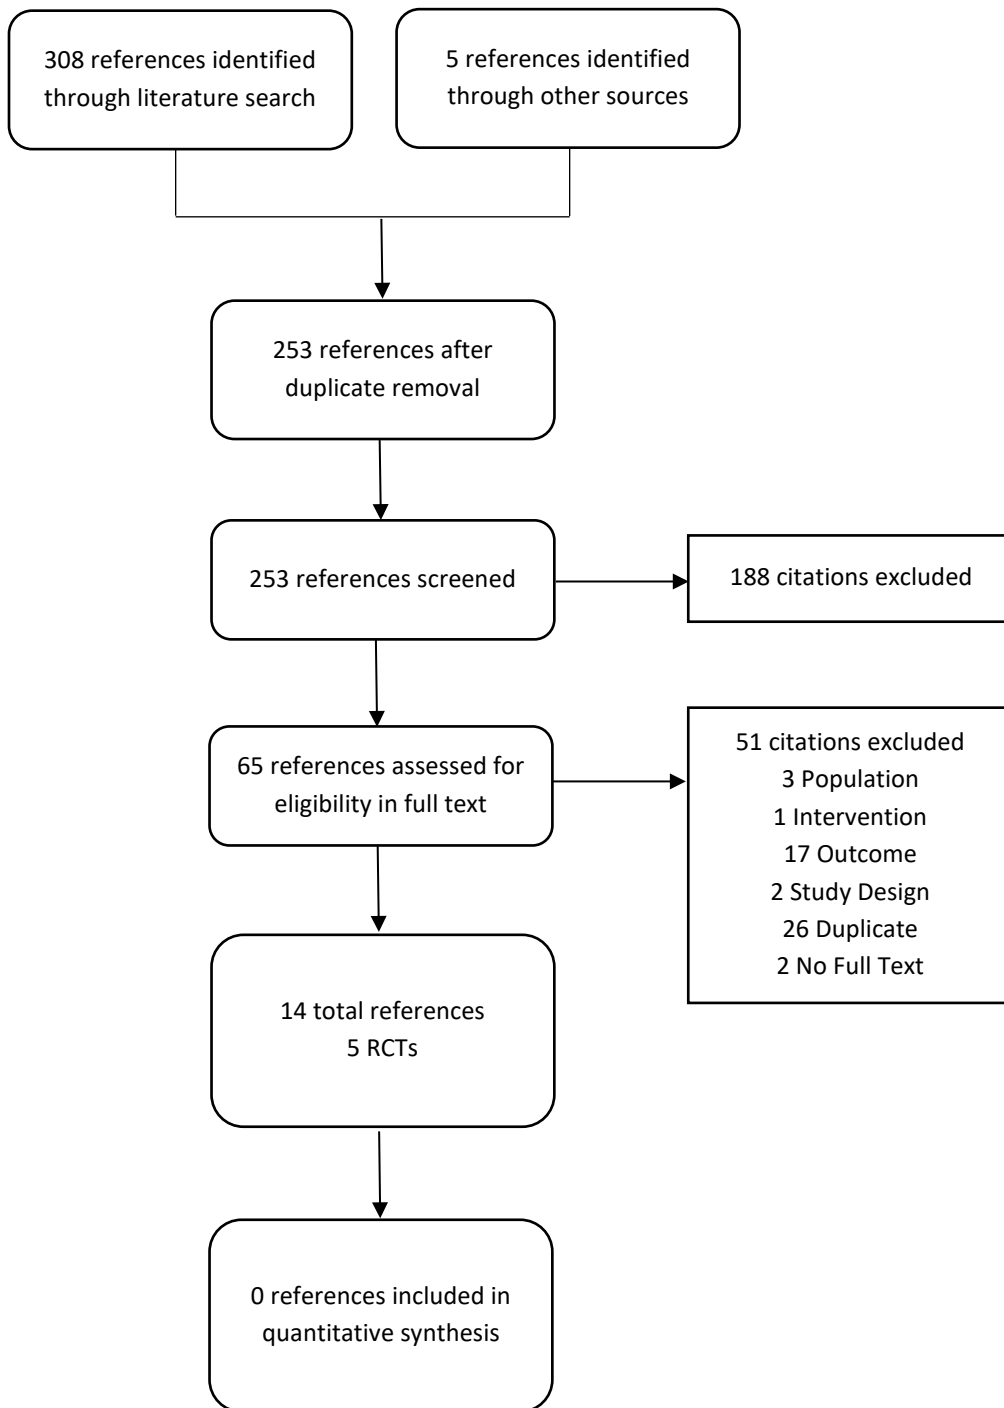 308 references identified
through literature search
5 references identified
through other sources
253 references after
duplicate removal
253 references screened
188 citations excluded
65 references assessed for
eligibility in full text
51 citations excluded
3 Population
1 Intervention
17 Outcome
2 Study Design
26 Duplicate
2 No Full Text
14 total references
5 RCTs
0 references included in
quantitative synthesis